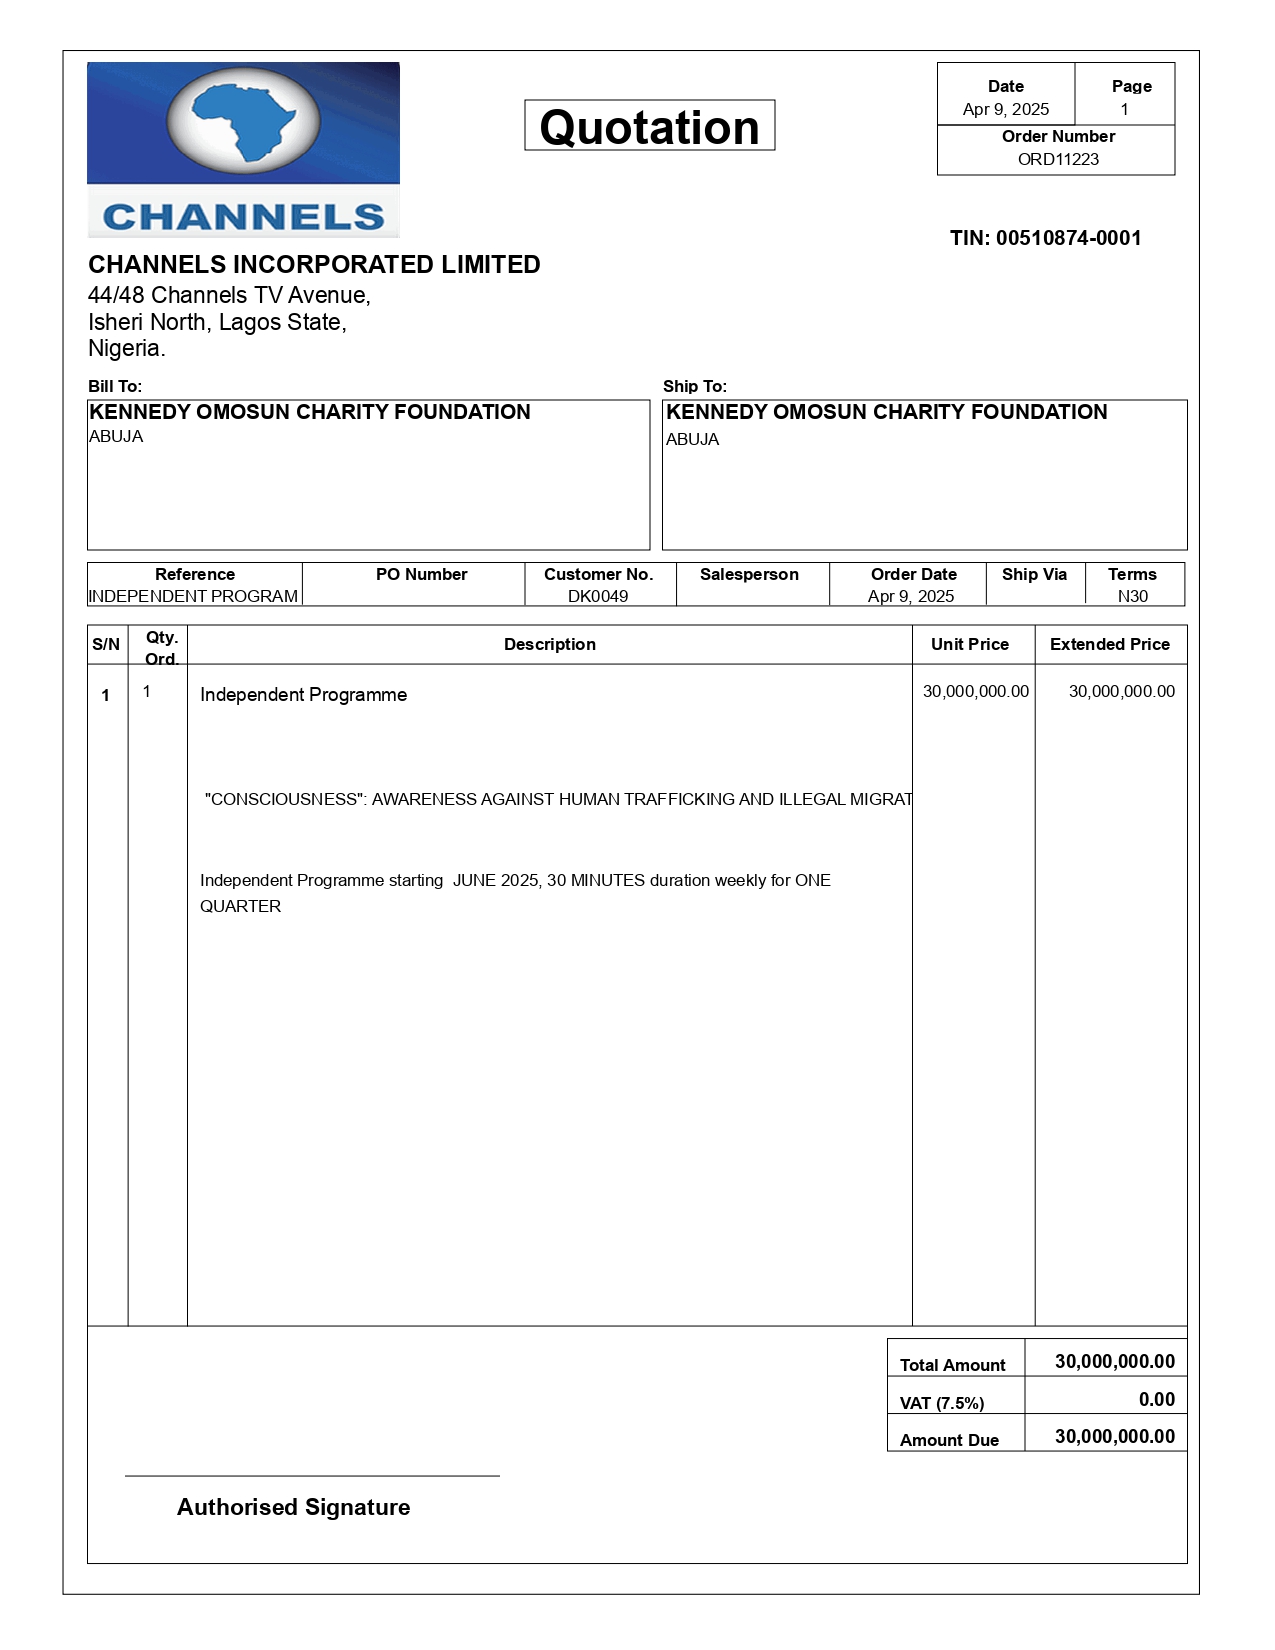 Quotation
Date
Apr 9, 2025
Page
1
Order Number
ORD11223
CHANNELS
TIN: 00510874-0001
CHANNELS INCORPORATED LIMITED
44/48 Channels TV Avenue,
Isheri North, Lagos State,
Nigeria.
Bill To:
KENNEDY OMOSUN CHARITY FOUNDATION
ABUJA
Ship To:
KENNEDY OMOSUN CHARITY FOUNDATION
ABUJA
Reference PO Number Customer No. Salesperson Order Date Ship Via Terms
INDEPENDENT PROGRAM DK0049 Apr 9, 2025 N30
S/N Qty. Ord. Description Unit Price Extended Price
1 1 Independent Programme 30,000,000.00 30,000,000.00
"CONSCIOUSNESS": AWARENESS AGAINST HUMAN TRAFFICKING AND ILLEGAL MIGRAT
Independent Programme starting JUNE 2025, 30 MINUTES duration weekly for ONE
QUARTER
Total Amount 30,000,000.00
VAT (7.5%) 0.00
Amount Due 30,000,000.00
Authorised Signature